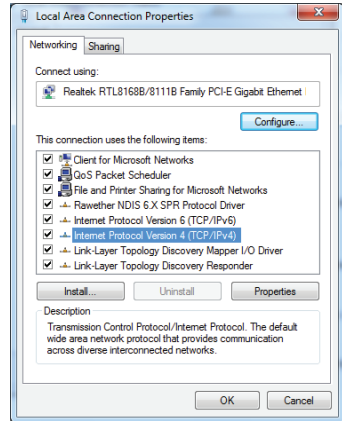 Local Area Connection Properties
Networking
Sharing
Connect using:
Realtek RTL8168B/8111B Family PCI-E Gigabit Ethernet
Configure...
This connection uses the following items:
Client for Microsoft Networks
QoS Packet Scheduler
File and Printer Sharing for Microsoft Networks
Rawether NDIS 6.X SPR Protocol Driver
Internet Protocol Version 6 (TCP/IPv6)
Internet Protocol Version 4 (TCP/IPv4)
Link-Layer Topology Discovery Mapper I/O Driver
Link-Layer Topology Discovery Responder
Install...
Uninstall
Properties
Description
Transmission Control Protocol/Internet Protocol. The default
wide area network protocol that provides communication
across diverse interconnected networks.
OK
Cancel